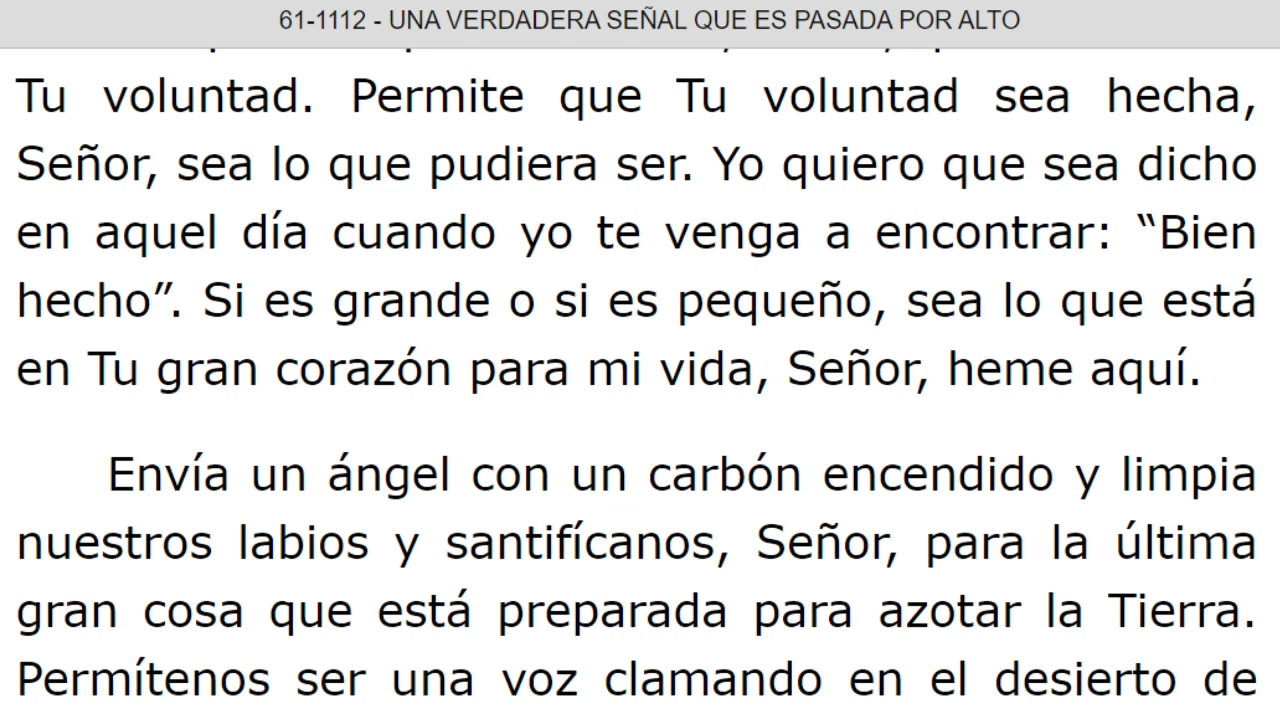 61-1112 - UNA VERDADERA SEÑAL QUE ES PASADA POR ALTO
Tu voluntad. Permite que Tu voluntad sea hecha,
Señor, sea lo que pudiera ser. Yo quiero que sea dicho
en aquel día cuando yo te venga a encontrar: “Bien
hecho”. Si es grande o si es pequeño, sea lo que está
en Tu gran corazón para mi vida, Señor, heme aquí.
Envía un ángel con un carbón encendido y limpia
nuestros labios y santifícanos, Señor, para la última
gran cosa que está preparada para azotar la Tierra.
Permítenos ser una voz clamando en el desierto de